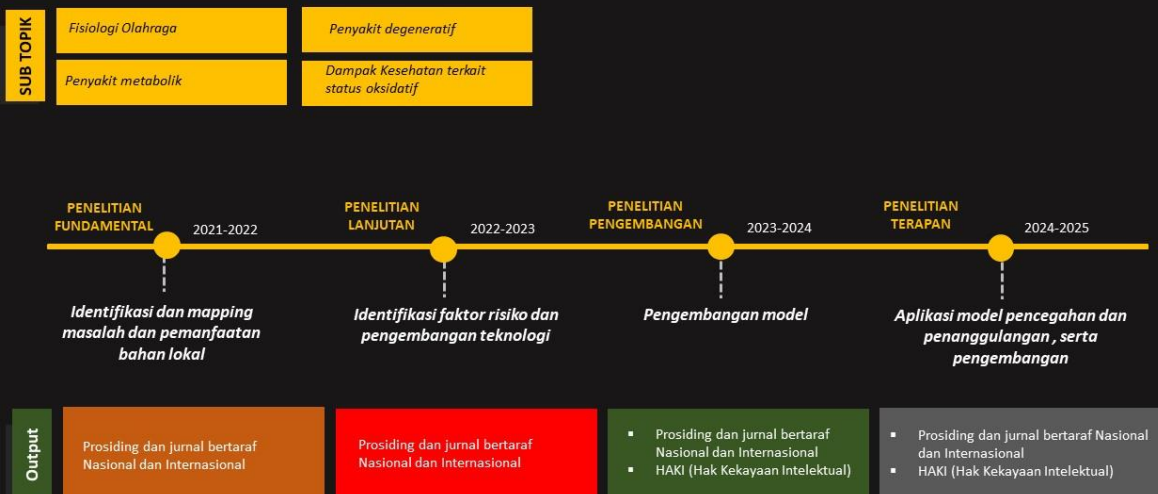 SUB TOPIK
Fisiologi Olahraga
Penyakit degeneratif
Penyakit metabolik
Dampak Kesehatan terkait
status oksidatif
PENELITIAN
FUNDAMENTAL
2021-2022
PENELITIAN
LANJUTAN
2022-2023
PENELITIAN
PENGEMBANGAN
2023-2024
PENELITIAN
TERAPAN
2024-2025
Identifikasi dan mapping
masalah dan pemanfaatan
bahan lokal
Identifikasi faktor risiko dan
pengembangan teknologi
Pengembangan model
Aplikasi model pencegahan dan
penanggulangan , serta
pengembangan
Output
Prosiding dan jurnal bertaraf
Nasional dan Internasional
Prosiding dan jurnal bertaraf
Nasional dan Internasional
▪ Prosiding dan jurnal bertaraf
Nasional dan Internasional
▪ HAKI (Hak Kekayaan Intelektual)
▪ Prosiding dan jurnal bertaraf Nasional
dan Internasional
▪ HAKI (Hak Kekayaan Intelektual)